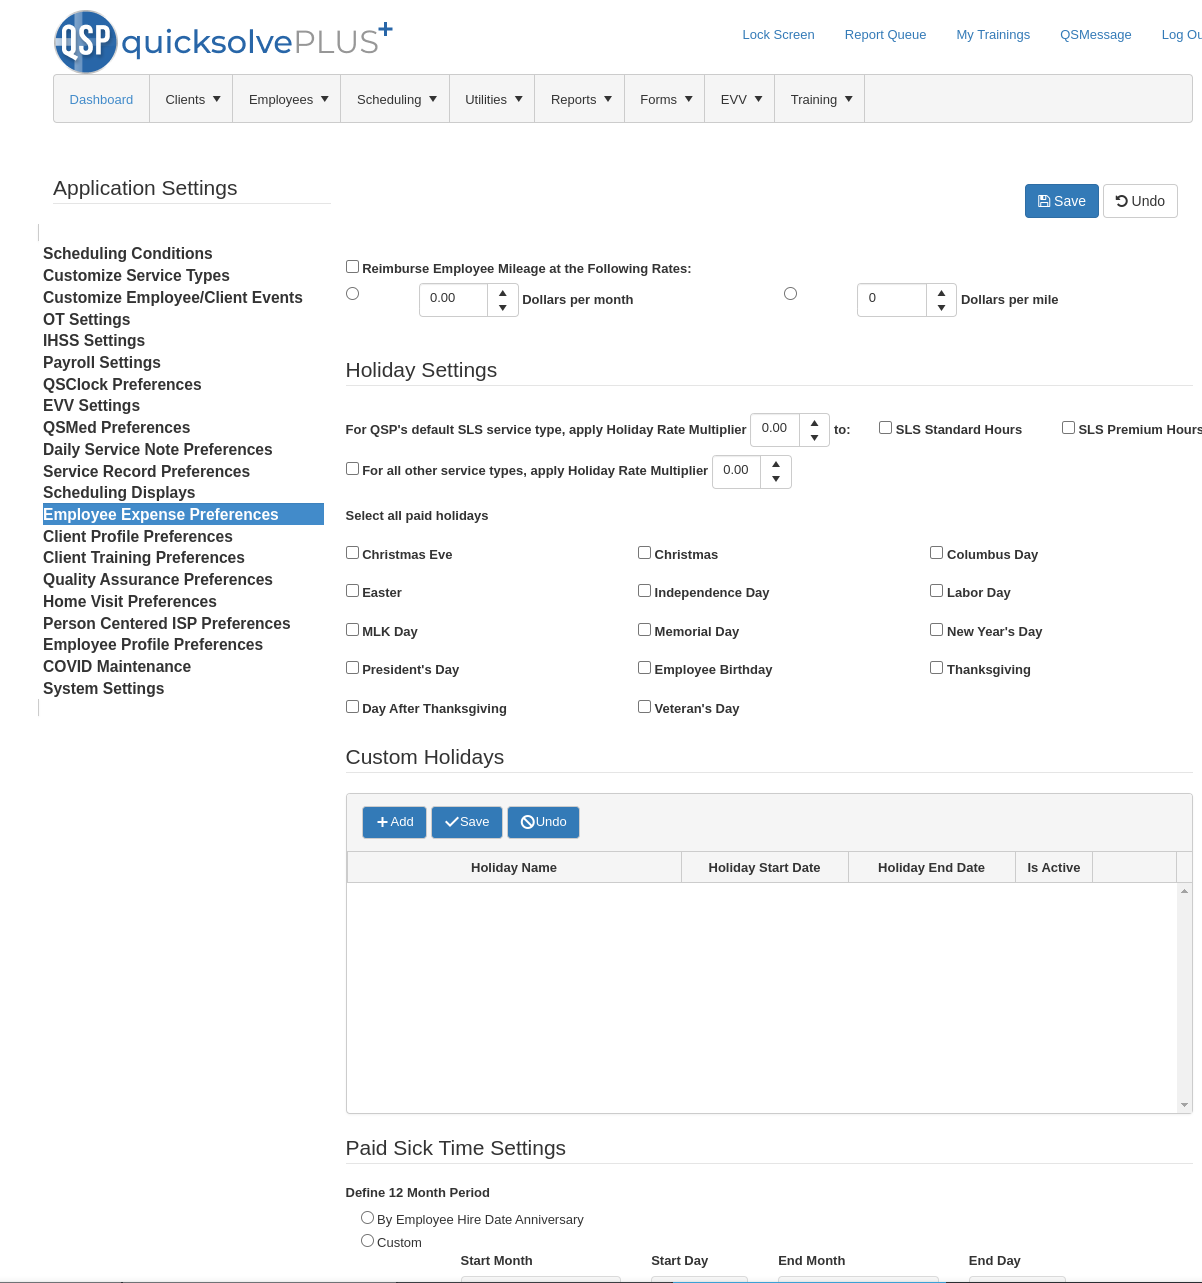 QSP quicksolvePLUS+
Lock Screen Report Queue My Trainings QSMessage Log Ou
Dashboard Clients Employees Scheduling Utilities Reports Forms EVV Training
Application Settings
Save Undo
Scheduling Conditions
Customize Service Types
Customize Employee/Client Events
OT Settings
IHSS Settings
Payroll Settings
QSClock Preferences
EVV Settings
QSMed Preferences
Daily Service Note Preferences
Service Record Preferences
Scheduling Displays
Employee Expense Preferences
Client Profile Preferences
Client Training Preferences
Quality Assurance Preferences
Home Visit Preferences
Person Centered ISP Preferences
Employee Profile Preferences
COVID Maintenance
System Settings
Reimburse Employee Mileage at the Following Rates:
0.00 Dollars per month 0 Dollars per mile
Holiday Settings
For QSP's default SLS service type, apply Holiday Rate Multiplier 0.00 to: SLS Standard Hours SLS Premium Hours
For all other service types, apply Holiday Rate Multiplier 0.00
Select all paid holidays
Christmas Eve Christmas Columbus Day
Easter Independence Day Labor Day
MLK Day Memorial Day New Year's Day
President's Day Employee Birthday Thanksgiving
Day After Thanksgiving Veteran's Day
Custom Holidays
Add Save Undo
Holiday Name Holiday Start Date Holiday End Date Is Active
Paid Sick Time Settings
Define 12 Month Period
By Employee Hire Date Anniversary
Custom
Start Month Start Day End Month End Day